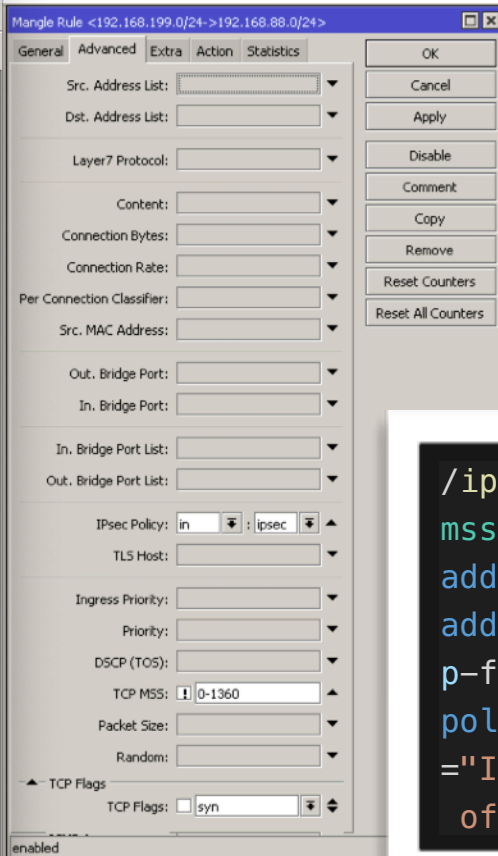 Mangle Rule <192.168.199.0/24->192.168.88.0/24>
General Advanced Extra Action Statistics
Src. Address List:
Dst. Address List:
Layer7 Protocol:
Content:
Connection Bytes:
Connection Rate:
Per Connection Classifier:
Src. MAC Address:
Out. Bridge Port:
In. Bridge Port:
In. Bridge Port List:
Out. Bridge Port List:
IPsec Policy: in : ipsec
TLS Host:
Ingress Priority:
Priority:
DSCP (TOS):
TCP MSS: ! 0-1360
Packet Size:
Random:
TCP Flags
TCP Flags: syn
enabled
OK
Cancel
Apply
Disable
Comment
Copy
Remove
Reset Counters
Reset All Counters
/ip
mss
add
add
p-f
pol
="I
of